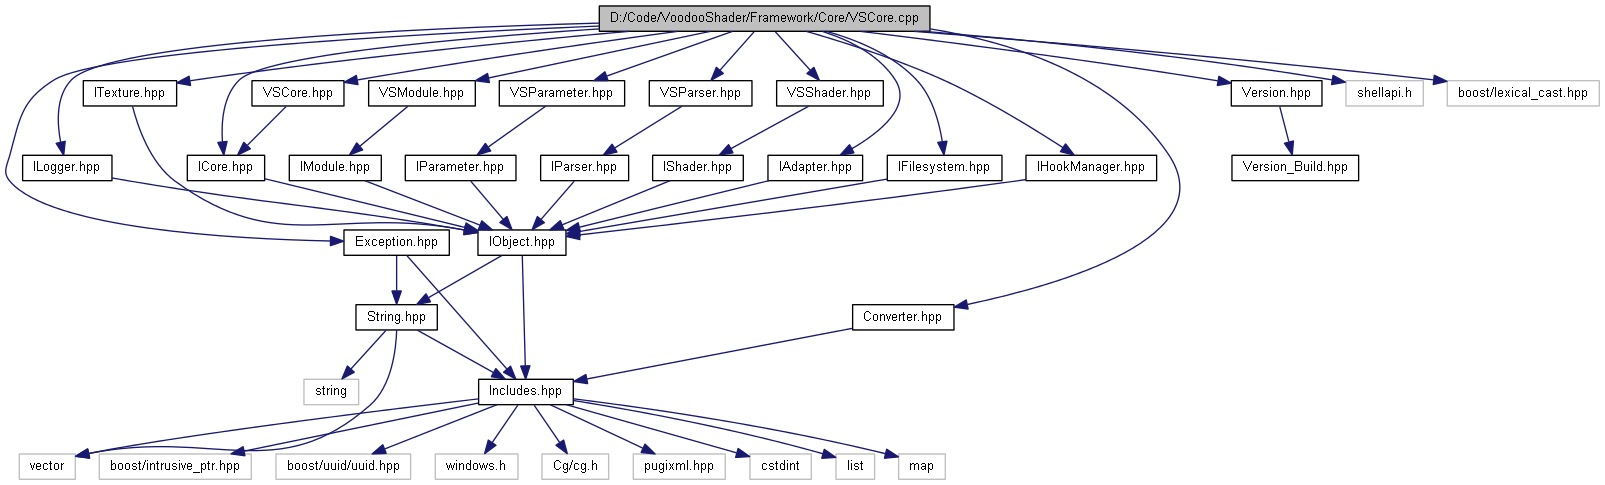 D:/Code/VoodooShader/Framework/Core/VSCore.cpp
ITexture.hpp
VSCore.hpp
VSModule.hpp
VSParameter.hpp
VSParser.hpp
VSShader.hpp
Version.hpp
shellapi.h
boost/lexical_cast.hpp
ILogger.hpp
ICore.hpp
IModule.hpp
IParameter.hpp
IParser.hpp
IShader.hpp
IAdapter.hpp
IFilesystem.hpp
IHookManager.hpp
Version_Build.hpp
Exception.hpp
IObject.hpp
String.hpp
Converter.hpp
string
Includes.hpp
vector
boost/intrusive_ptr.hpp
boost/uuid/uuid.hpp
windows.h
Cg/cg.h
pugixml.hpp
cstdint
list
map